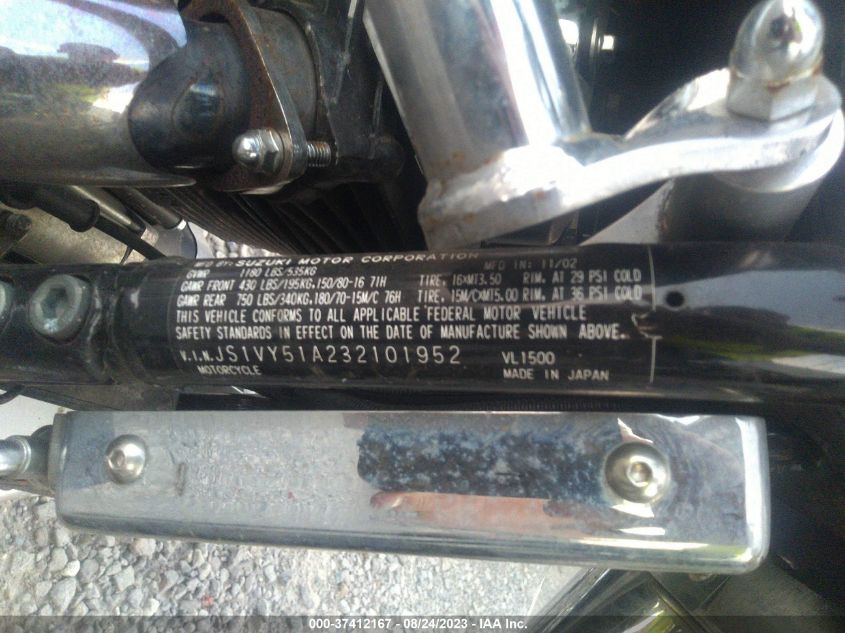 BY SUZUKI MOTOR CORPORATION MFD IN: 11/02
GVWR 1180 LBS/535KG
GAWR FRONT 430 LBS/195KG,150/80-16 71H TIRE, 16XMT3.50 RIM, AT 29 PSI COLD
GAWR REAR 750 LBS/340KG,180/70-15M/C 76H TIRE, 15M/CXMT5.00 RIM, AT 36 PSI COLD
THIS VEHICLE CONFORMS TO ALL APPLICABLE FEDERAL MOTOR VEHICLE
SAFETY STANDARDS IN EFFECT ON THE DATE OF MANUFACTURE SHOWN ABOVE.
V.I.N. JS1VY51A232101952 VL1500
MOTORCYCLE MADE IN JAPAN
000-37412167 - 08/24/2023 - IAA Inc.